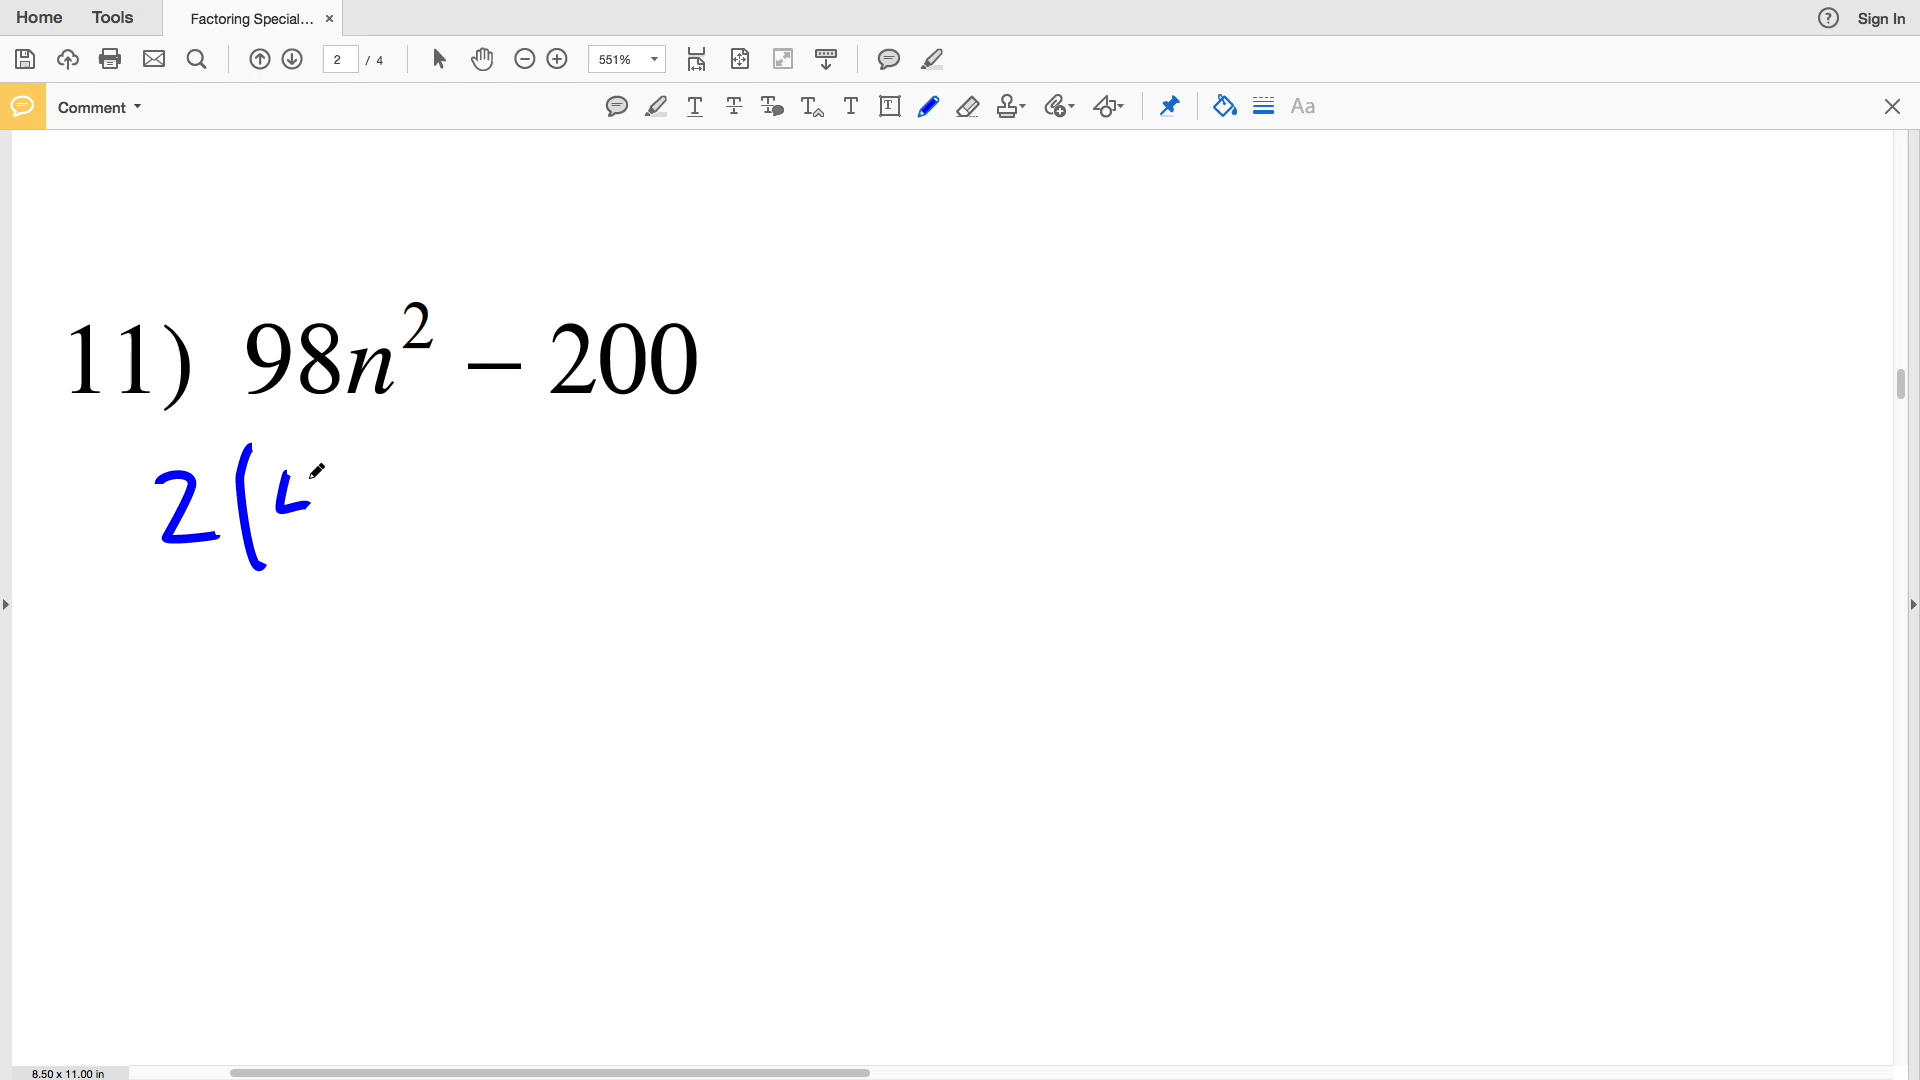 Home Tools Factoring Special... × ? Sign In
2 / 4 551%
Comment T T T T T T Aa
11) 98n² − 200
2(4
8.50 x 11.00 in